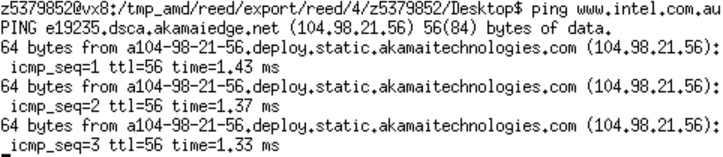 z5379852@vx8:/tmp_amd/reed/export/reed/4/z5379852/Desktop$ ping www.intel.com.au
PING e19235.dsca.akamaiedge.net (104.98.21.56) 56(84) bytes of data.
64 bytes from a104-98-21-56.deploy.static.akamaitechnologies.com (104.98.21.56):
 icmp_seq=1 ttl=56 time=1.43 ms
64 bytes from a104-98-21-56.deploy.static.akamaitechnologies.com (104.98.21.56):
 icmp_seq=2 ttl=56 time=1.37 ms
64 bytes from a104-98-21-56.deploy.static.akamaitechnologies.com (104.98.21.56):
 icmp_seq=3 ttl=56 time=1.33 ms